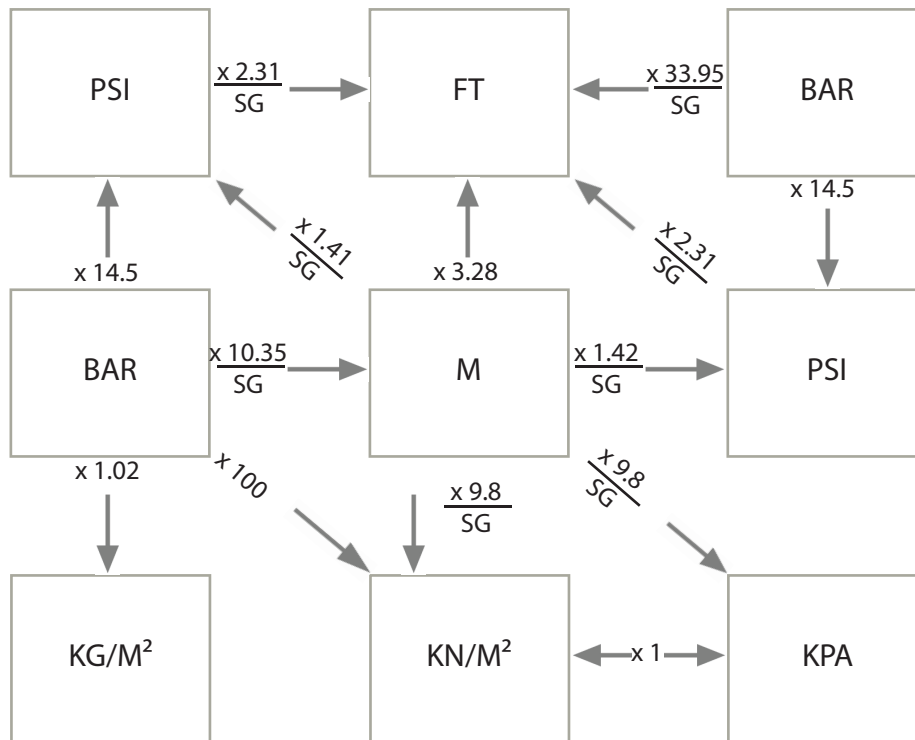 PSI
x 2.31
SG
FT
x 33.95
SG
BAR
x 14.5
x 1.41
SG
x 3.28
x 2.31
SG
x 14.5
BAR
x 10.35
SG
M
x 1.42
SG
PSI
x 1.02
x 100
x 9.8
SG
x 9.8
SG
KG/M²
KN/M²
x 1
KPA